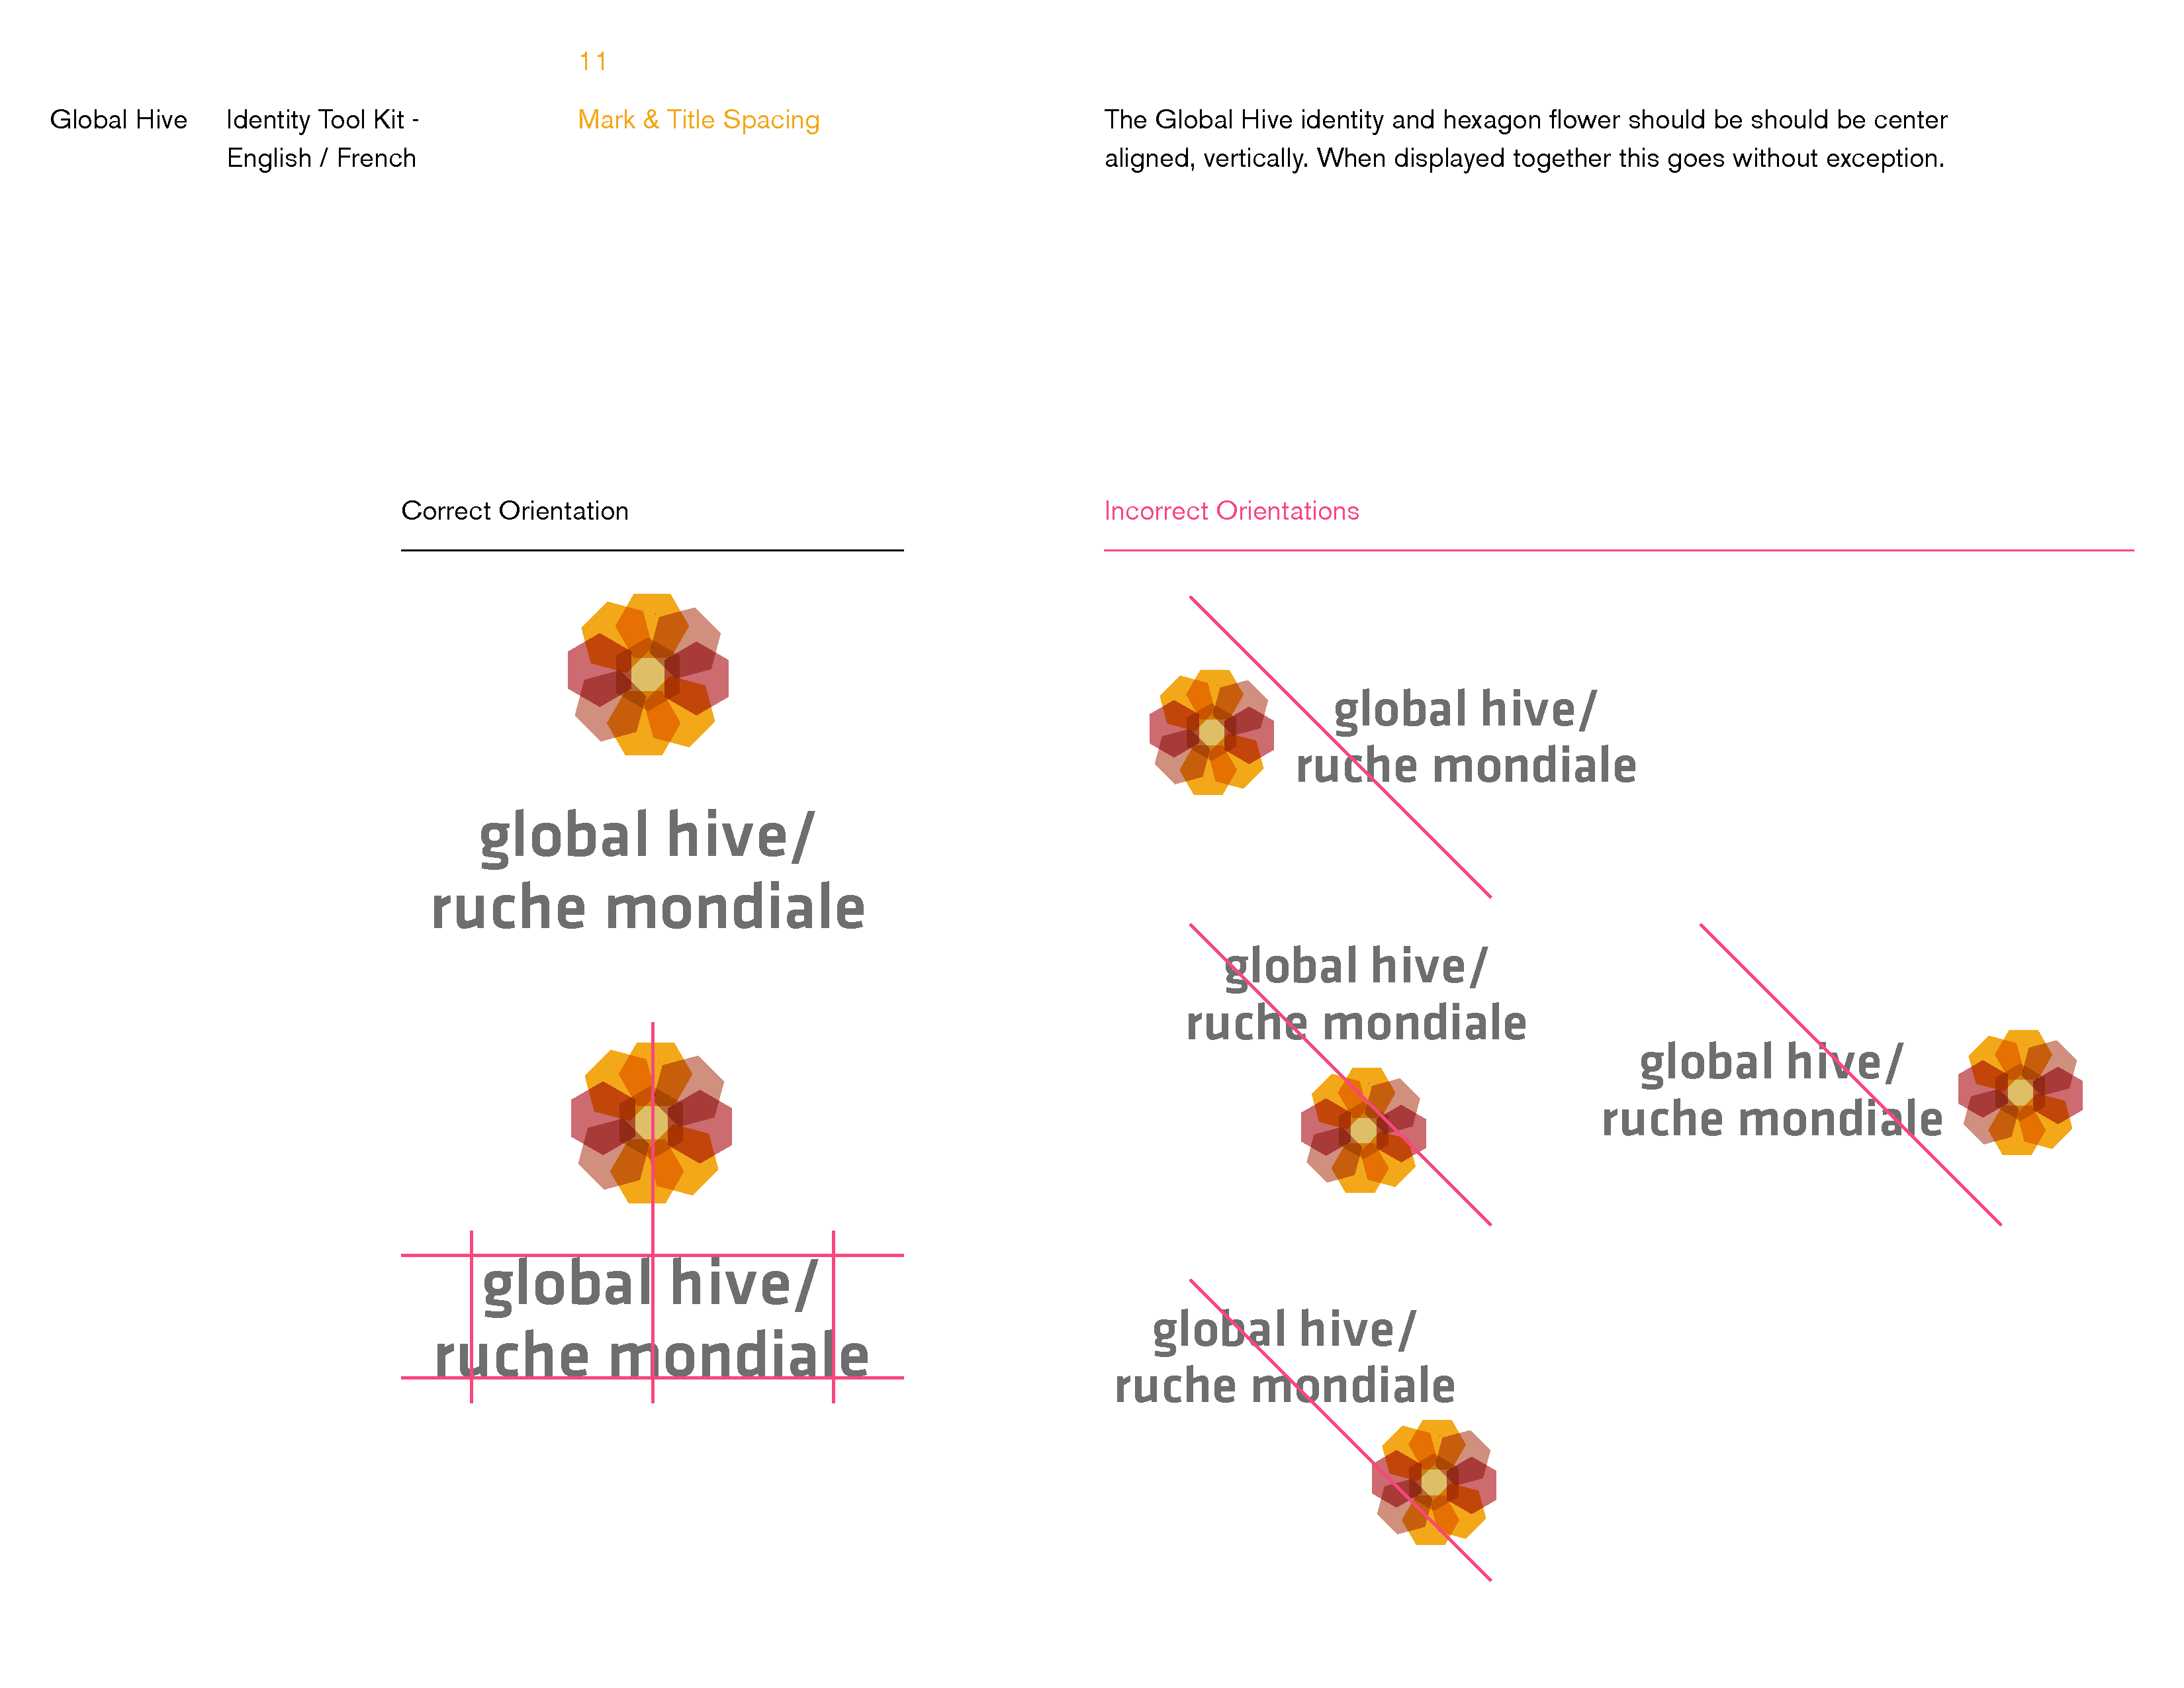 11
Global Hive
Identity Tool Kit -
English / French
Mark & Title Spacing
The Global Hive identity and hexagon flower should be should be center
aligned, vertically. When displayed together this goes without exception.
Correct Orientation
global hive/
ruche mondiale
global hive/
ruche mondiale
Incorrect Orientations
global hive/
ruche mondiale
global hive/
ruche mondiale
global hive/
ruche mondiale
global hive/
ruche mondiale